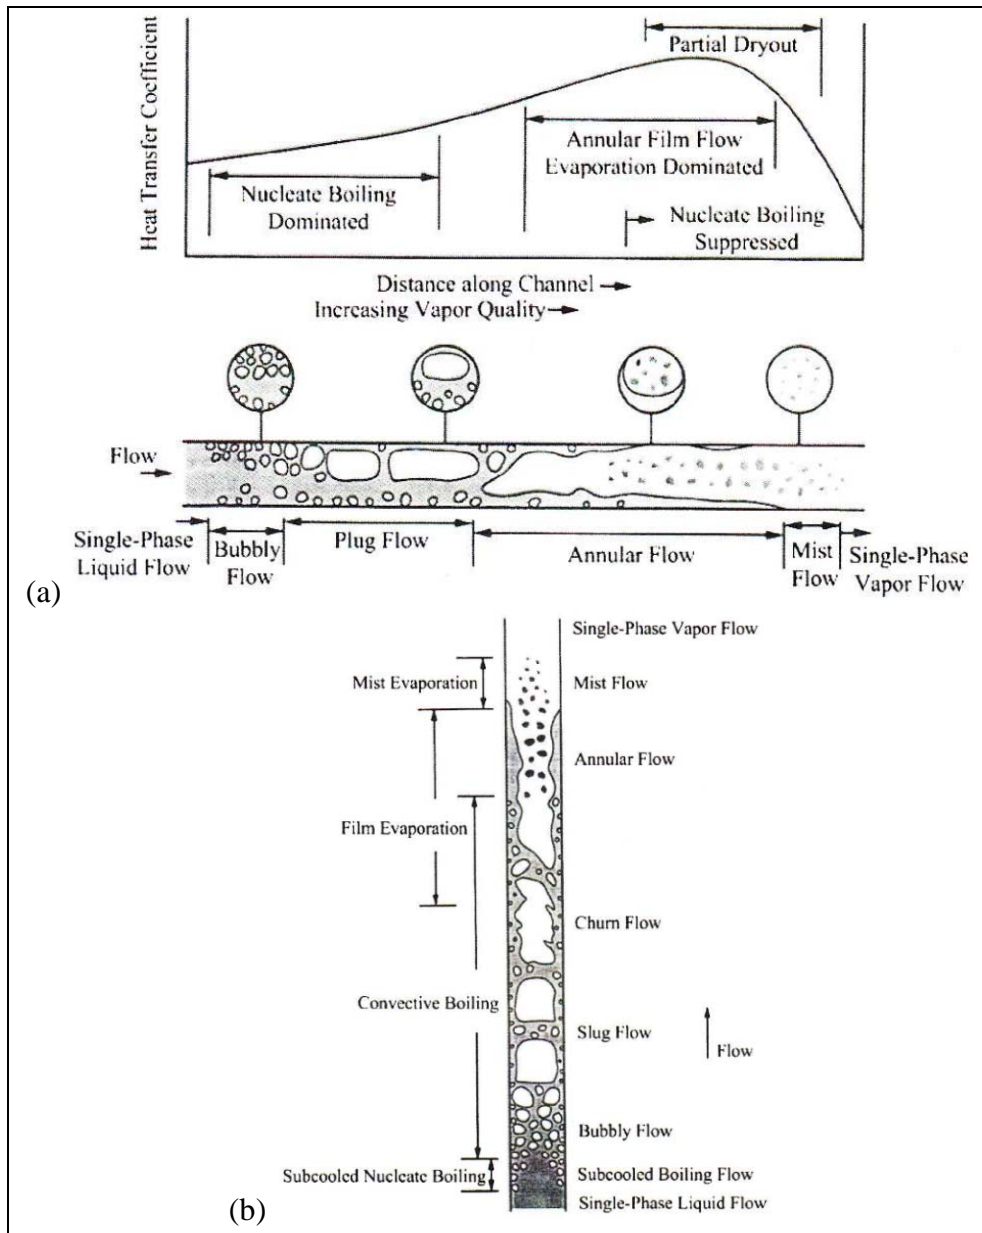 Heat Transfer Coefficient
Partial Dryout
Annular Film Flow
Evaporation Dominated
Nucleate Boiling
Dominated
Nucleate Boiling
Suppressed
Distance along Channel
Increasing Vapor Quality
Flow
Single-Phase
Liquid Flow
Bubbly
Flow
Plug Flow
Annular Flow
Mist
Flow
Single-Phase
Vapor Flow
(a)
Single-Phase Vapor Flow
Mist Evaporation
Mist Flow
Annular Flow
Film Evaporation
Churn Flow
Convective Boiling
Slug Flow
Flow
Bubbly Flow
Subcooled Nucleate Boiling
Subcooled Boiling Flow
Single-Phase Liquid Flow
(b)